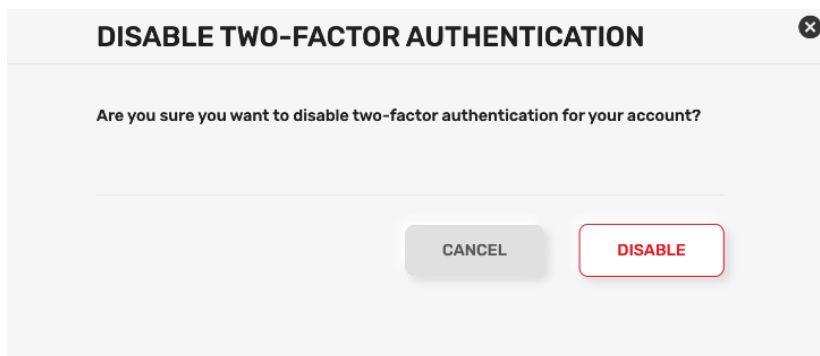 DISABLE TWO-FACTOR AUTHENTICATION
Are you sure you want to disable two-factor authentication for your account?
CANCEL
DISABLE